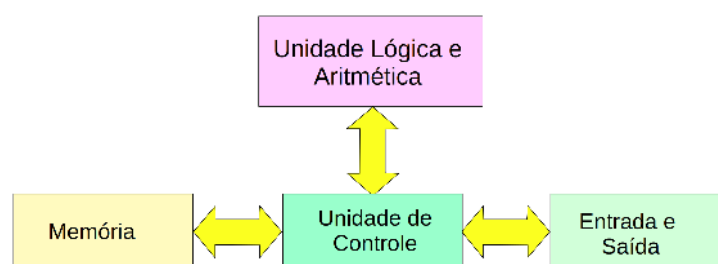 Unidade Lógica e
Aritmética
Memória
Unidade de
Controle
Entrada e
Saída